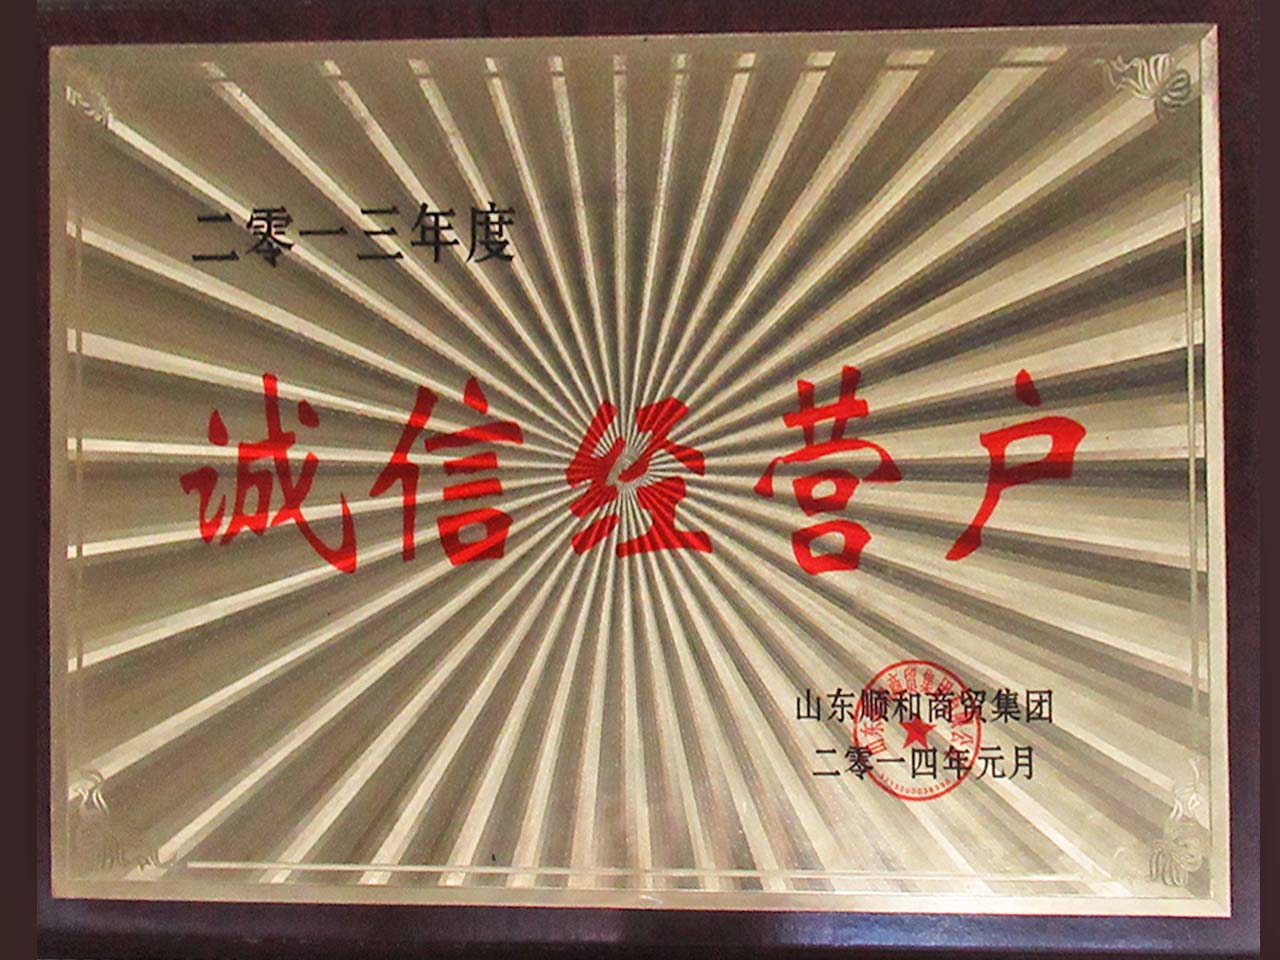 二零一三年度
诚信经营户
山东顺和商贸集团
二零一四年元月